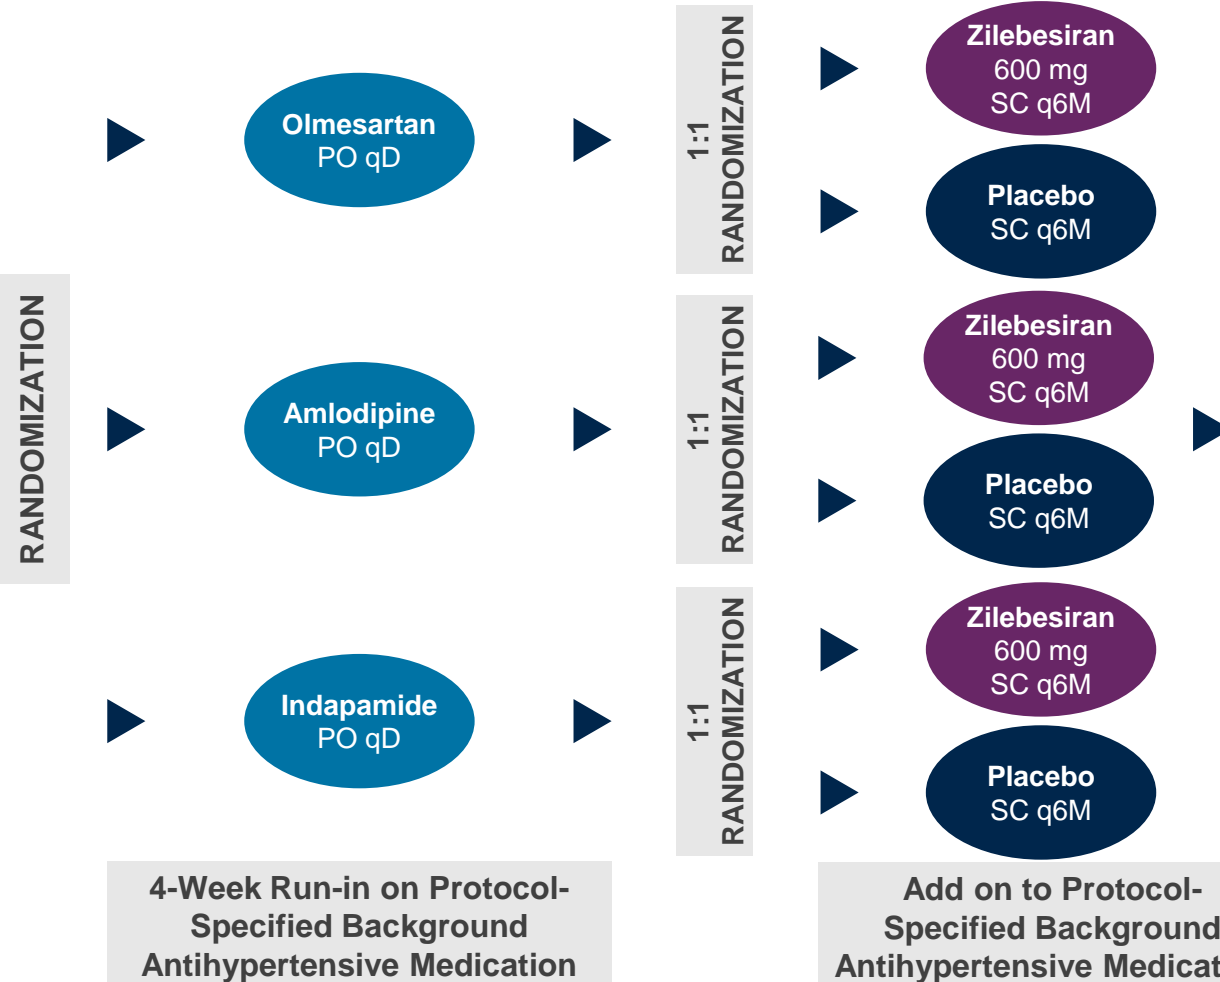 RANDOMIZATION
Olmesartan
PO qD
Amlodipine
PO qD
Indapamide
PO qD
4-Week Run-in on Protocol-
Specified Background
Antihypertensive Medication
1:1
RANDOMIZATION
1:1
RANDOMIZATION
1:1
RANDOMIZATION
Zilebesiran
600 mg
SC q6M
Placebo
SC q6M
Zilebesiran
600 mg
SC q6M
Placebo
SC q6M
Zilebesiran
600 mg
SC q6M
Placebo
SC q6M
Add on to Protocol-
Specified Background
Antihypertensive Medicat